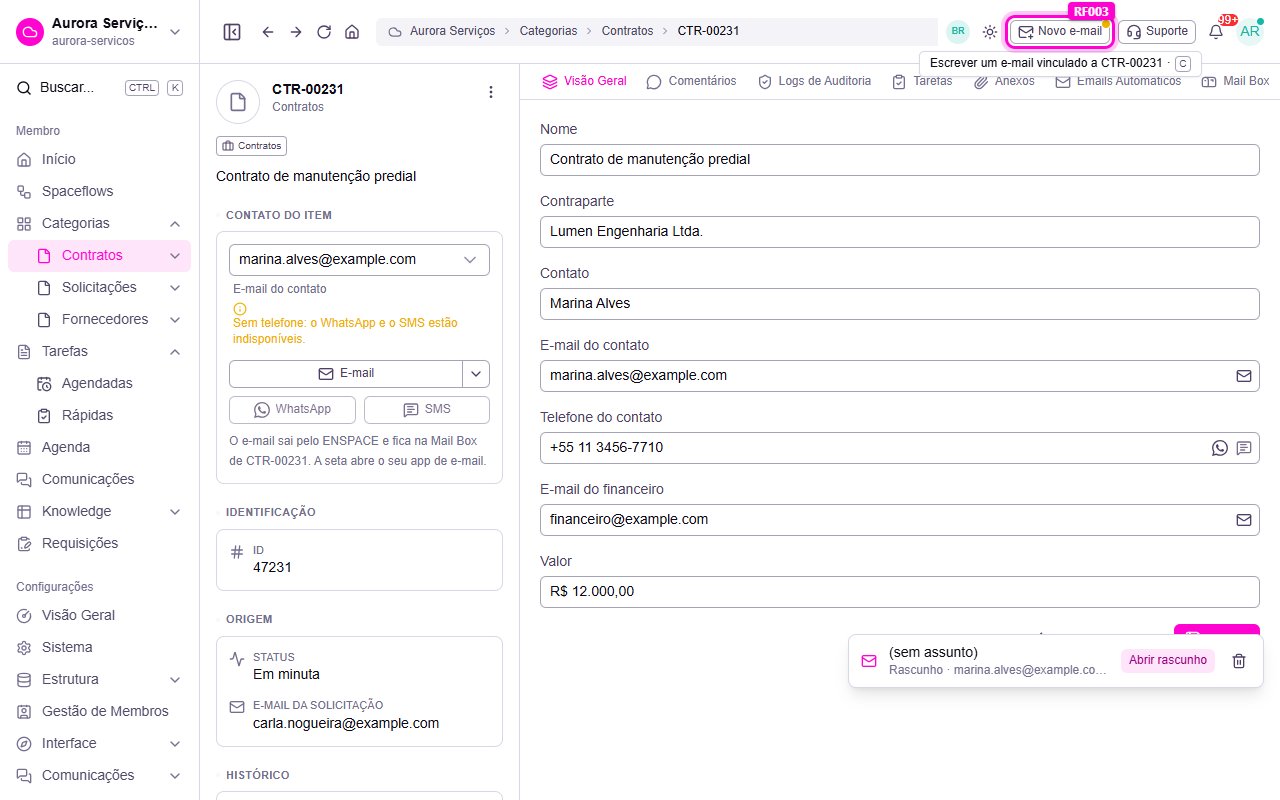 Aurora Serviç...
aurora-servicos
Buscar...
CTRL
K
Membro
Início
Spaceflows
Categorias
Contratos
Solicitações
Fornecedores
Tarefas
Agendadas
Rápidas
Agenda
Comunicações
Knowledge
Requisições
Configurações
Visão Geral
Sistema
Estrutura
Gestão de Membros
Interface
Comunicações
Aurora Serviços
Categorias
Contratos
CTR-00231
BR
RF003
Novo e-mail
Suporte
99+
AR
Escrever um e-mail vinculado a CTR-00231 · C
CTR-00231
Contratos
Contratos
Contrato de manutenção predial
CONTATO DO ITEM
marina.alves@example.com
E-mail do contato
Sem telefone: o WhatsApp e o SMS estão
indisponíveis.
E-mail
WhatsApp
SMS
O e-mail sai pelo ENSPACE e fica na Mail Box
de CTR-00231. A seta abre o seu app de e-mail.
IDENTIFICAÇÃO
ID
47231
ORIGEM
STATUS
Em minuta
E-MAIL DA SOLICITAÇÃO
carla.nogueira@example.com
HISTÓRICO
Visão Geral
Comentários
Logs de Auditoria
Tarefas
Anexos
Emails Automáticos
Mail Box
Nome
Contrato de manutenção predial
Contraparte
Lumen Engenharia Ltda.
Contato
Marina Alves
E-mail do contato
marina.alves@example.com
Telefone do contato
+55 11 3456-7710
E-mail do financeiro
financeiro@example.com
Valor
R$ 12.000,00
(sem assunto)
Rascunho · marina.alves@example.co...
Abrir rascunho